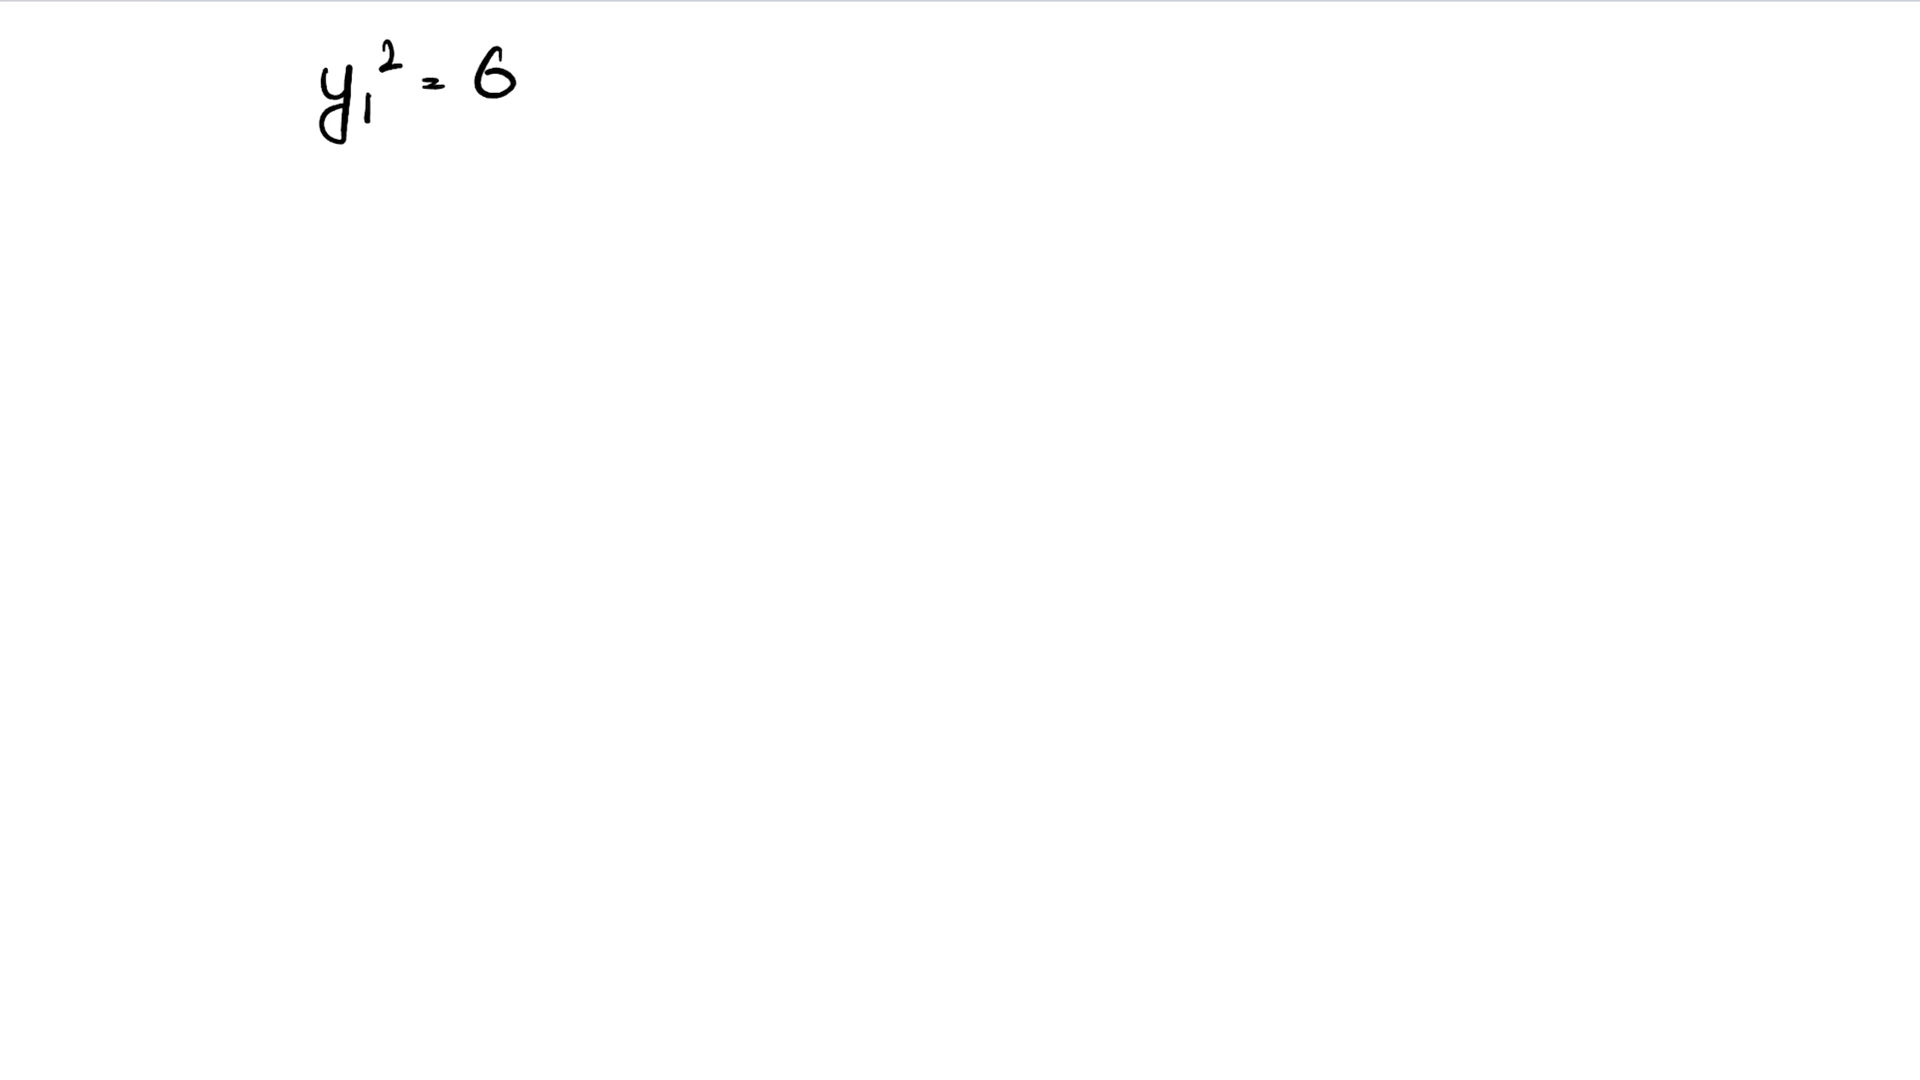 y₁² = 6